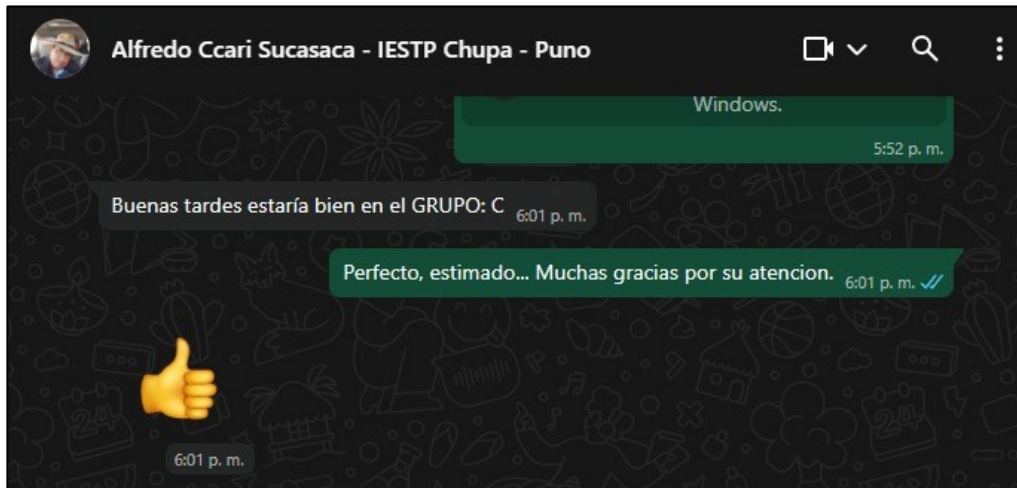 Alfredo Ccari Sucasaca - IESTP Chupa - Puno
Windows.
5:52 p. m.
Buenas tardes estaría bien en el GRUPO: C 6:01 p. m.
Perfecto, estimado... Muchas gracias por su atencion. 6:01 p. m.
6:01 p. m.